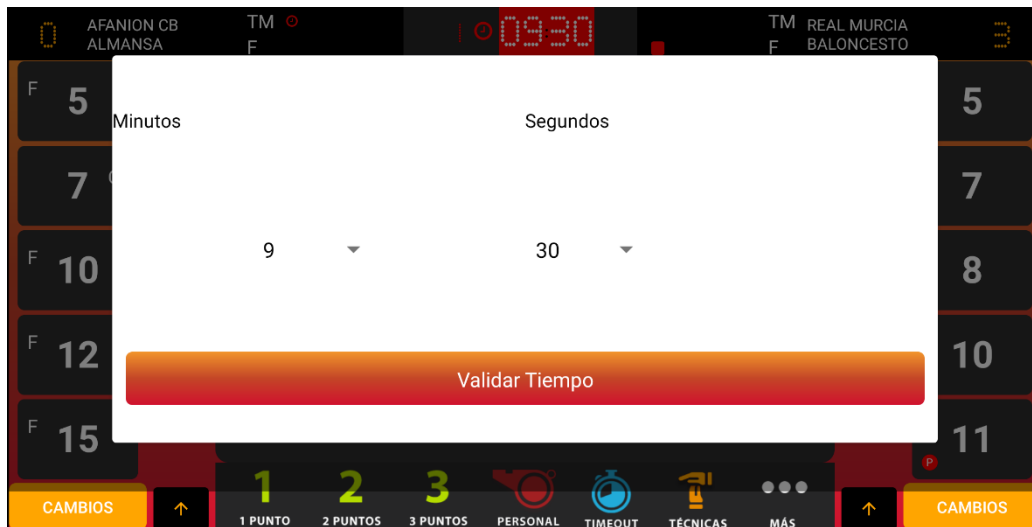 0
AFANION CB
ALMANSA
TM
F
09:30
TM
F
REAL MURCIA
BALONCESTO
3
F 5
7
F 10
F 12
F 15
Minutos
Segundos
9
30
Validar Tiempo
5
7
8
10
11
P
CAMBIOS
1
1 PUNTO
2
2 PUNTOS
3
3 PUNTOS
PERSONAL
TIMEOUT
TÉCNICAS
MÁS
CAMBIOS